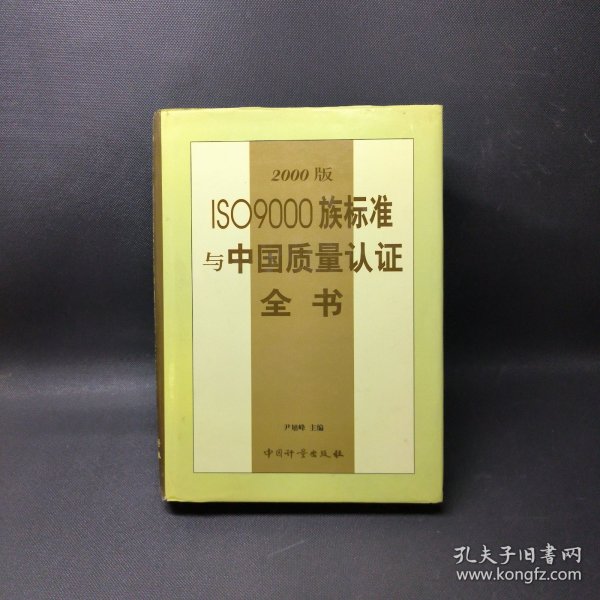 2000版
ISO9000族标准
与中国质量认证
全书
尹旭峰 主编
中国计量出版社
孔夫子旧书网
www.kongfz.com